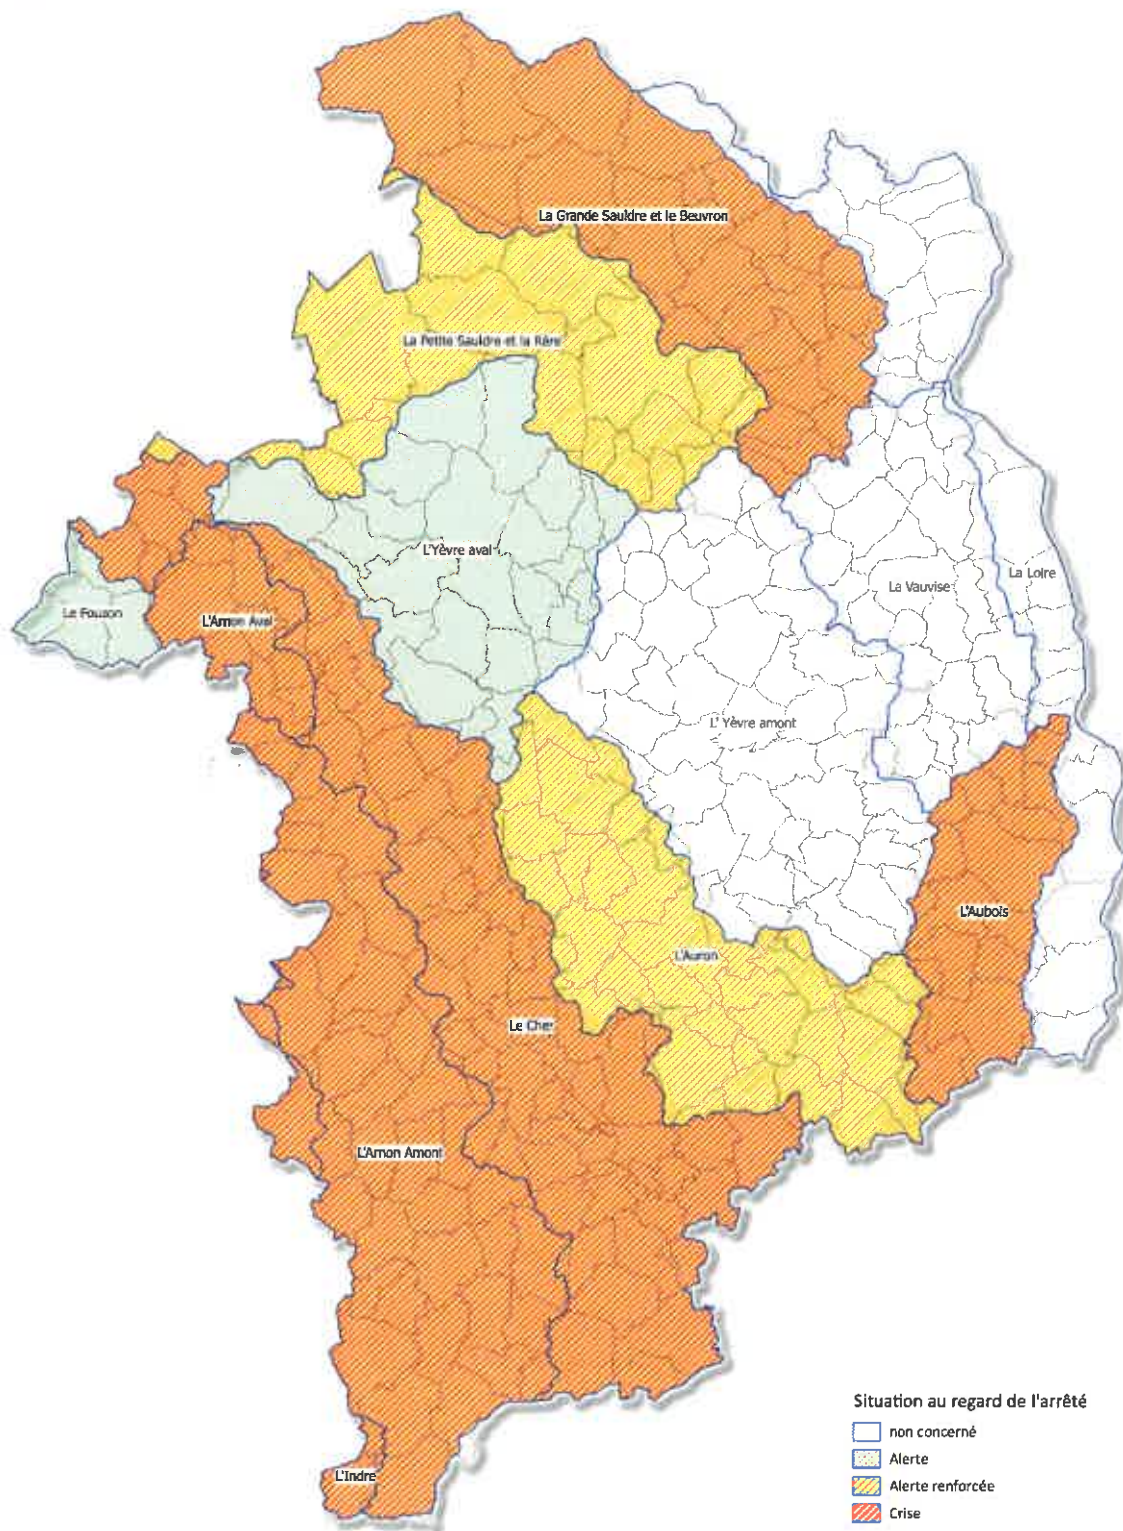 La Grande Sauldre et le Beuvron
La Petite Sauldre et la Rère
L'Yèvre aval
La Loire
La Vauvise
Le Fouzon
L'Arnon Aval
L' Yèvre amont
L'Aubois
L'Auron
Le Cher
L'Arnon Amont
L'Indre
Situation au regard de l'arrêté
non concerné
Alerte
Alerte renforcée
Crise